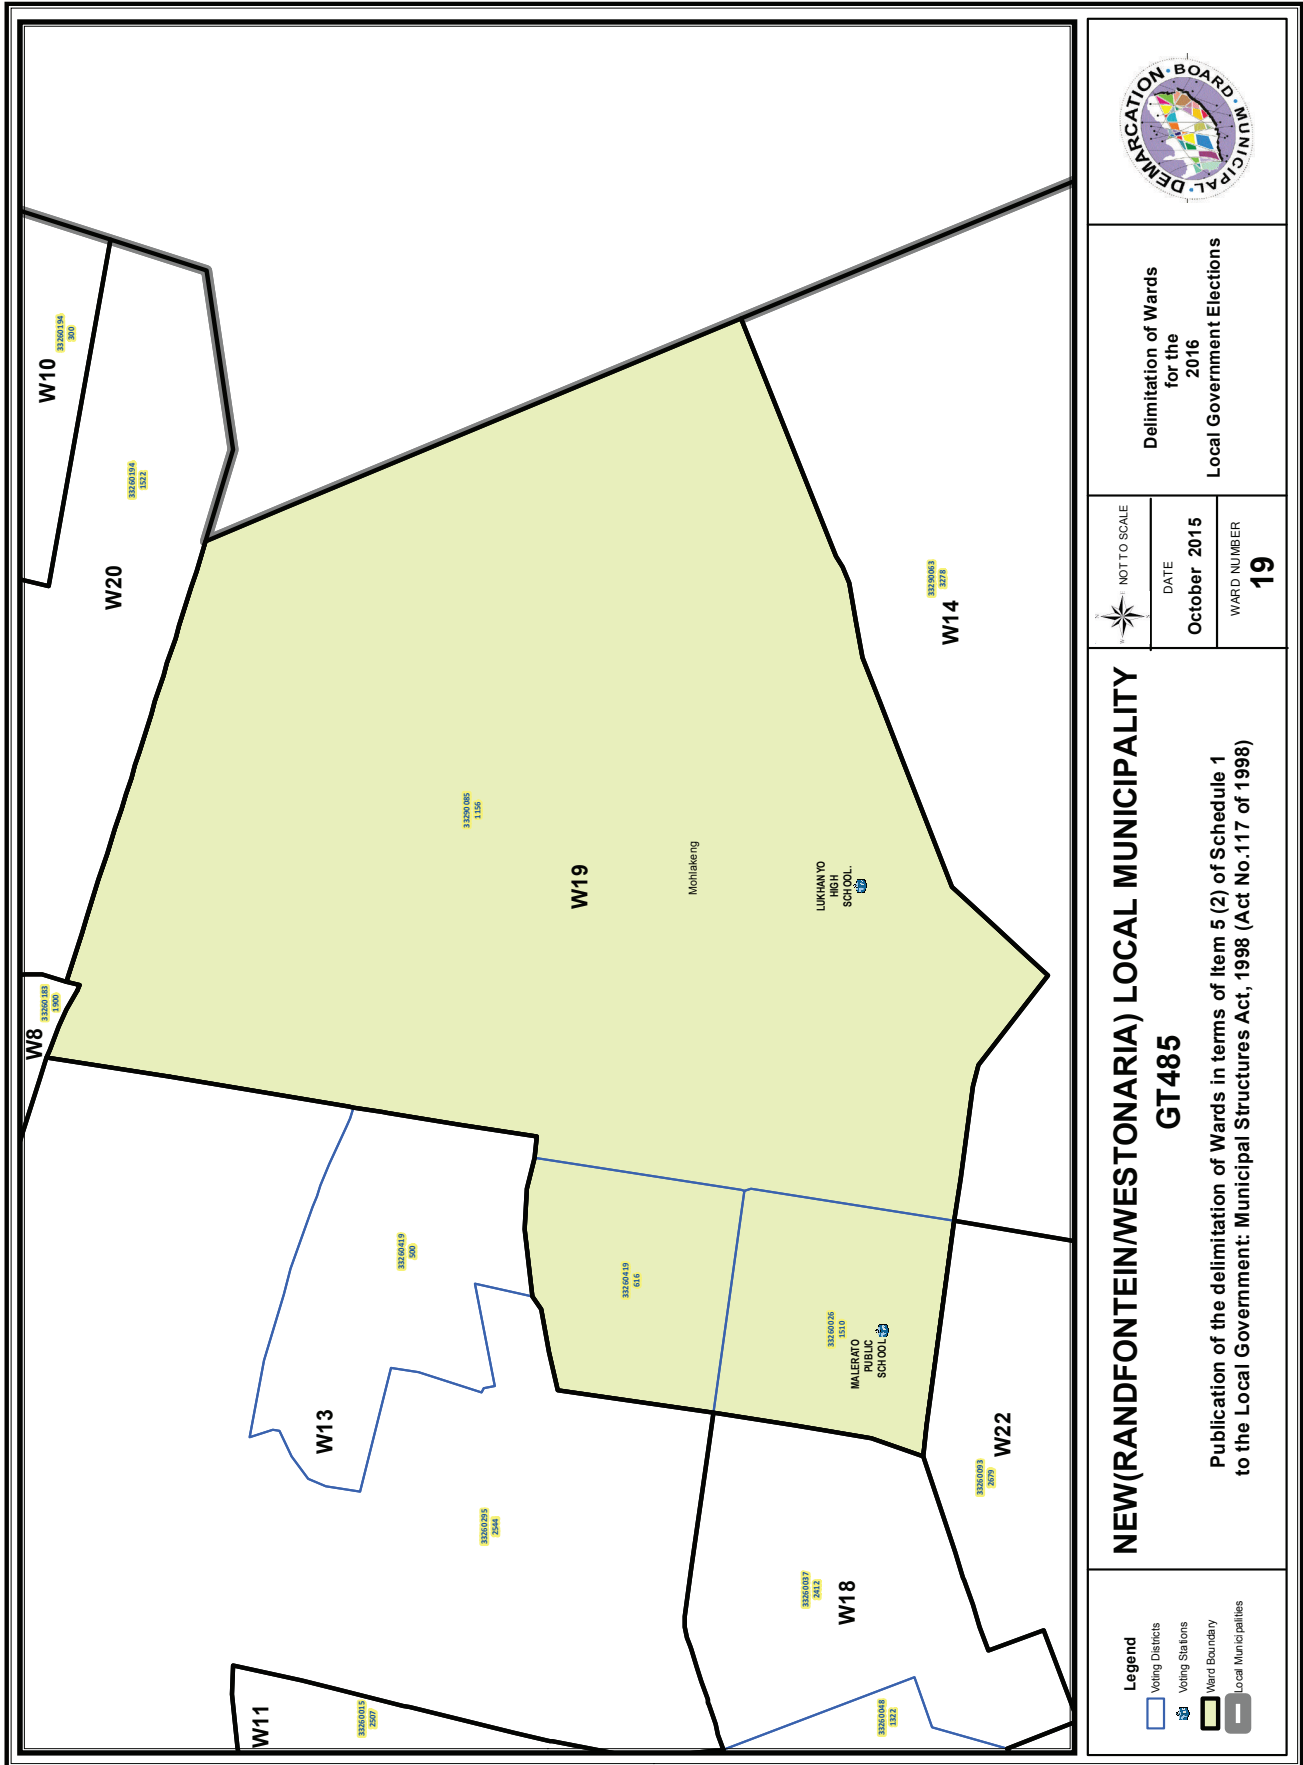 W10
33260194
300
33260194
1522
W20
W8
33260183
1900
33290085
1156
W19
Mohlakeng
LUKHANYO
HIGH
SCHOOL.
33290063
3278
W14
33260419
500
W13
33260419
616
33260026
1510
MALERATO
PUBLIC
SCHOOL
33260295
2544
W11
33260015
2507
33260037
2412
W18
33260048
1322
33260093
2679
W22
Legend
Voting Districts
Voting Stations
Ward Boundary
Local Municipalities
NEW(RANDFONTEIN/WESTONARIA) LOCAL MUNICIPALITY
GT485
Publication of the delimitation of Wards in terms of Item 5 (2) of Schedule 1
to the Local Government: Municipal Structures Act, 1998 (Act No.117 of 1998)
NOT TO SCALE
DATE
October 2015
WARD NUMBER
19
Delimitation of Wards
for the
2016
Local Government Elections
MUNICIPAL DEMARCATION BOARD